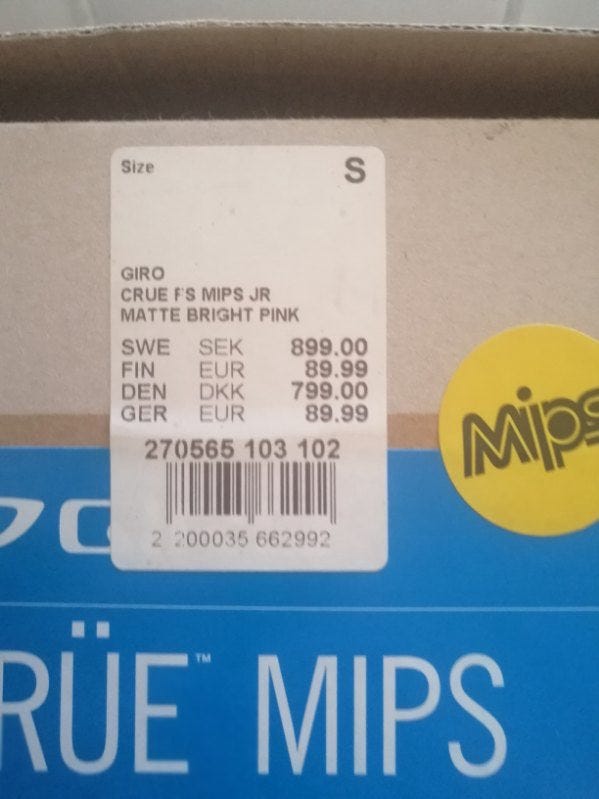 Size S
GIRO
CRUE FS MIPS JR
MATTE BRIGHT PINK
SWE SEK 899.00
FIN EUR 89.99
DEN DKK 799.00
GER EUR 89.99
270565 103 102
2 200035 662992
Mips
RÜE™ MIPS